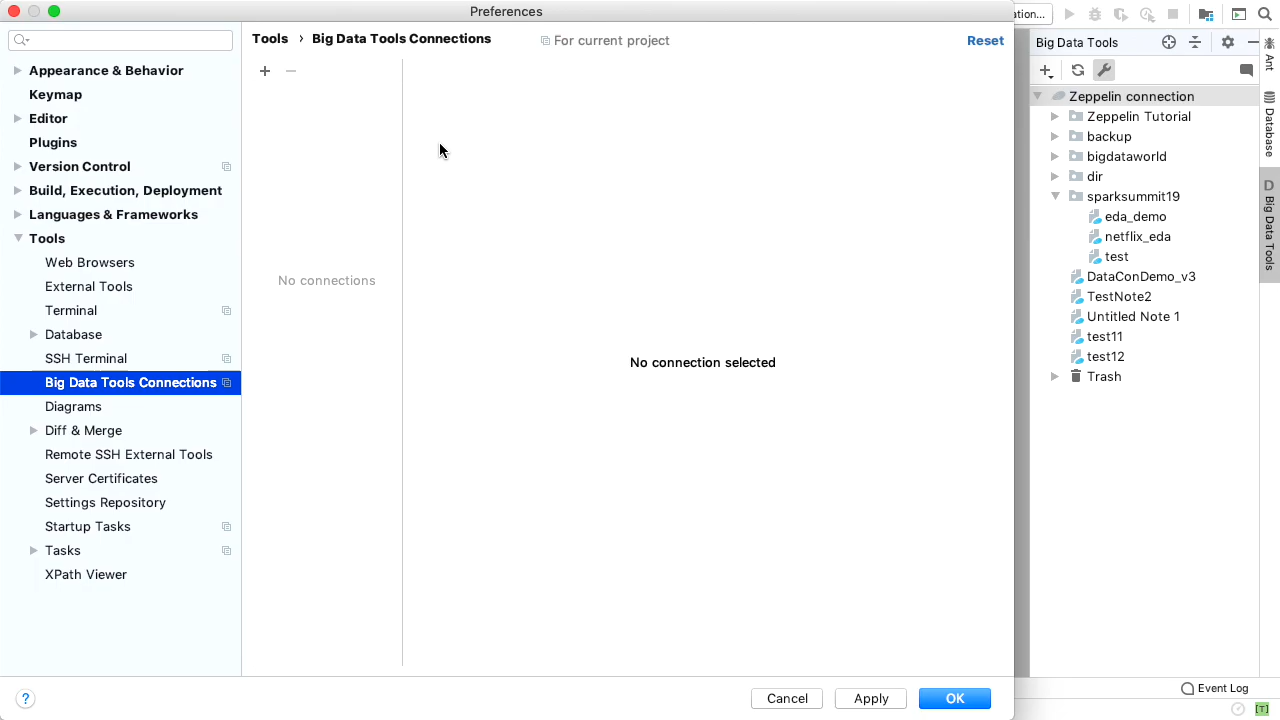 Preferences
ation...
Tools › Big Data Tools Connections
For current project
Reset
Appearance & Behavior
Keymap
Editor
Plugins
Version Control
Build, Execution, Deployment
Languages & Frameworks
Tools
Web Browsers
External Tools
Terminal
Database
SSH Terminal
Big Data Tools Connections
Diagrams
Diff & Merge
Remote SSH External Tools
Server Certificates
Settings Repository
Startup Tasks
Tasks
XPath Viewer
No connections
No connection selected
?
Cancel
Apply
OK
Big Data Tools
Zeppelin connection
Zeppelin Tutorial
backup
bigdataworld
dir
sparksummit19
eda_demo
netflix_eda
test
DataConDemo_v3
TestNote2
Untitled Note 1
test11
test12
Trash
Ant
Database
D Big Data Tools
Event Log
[T]